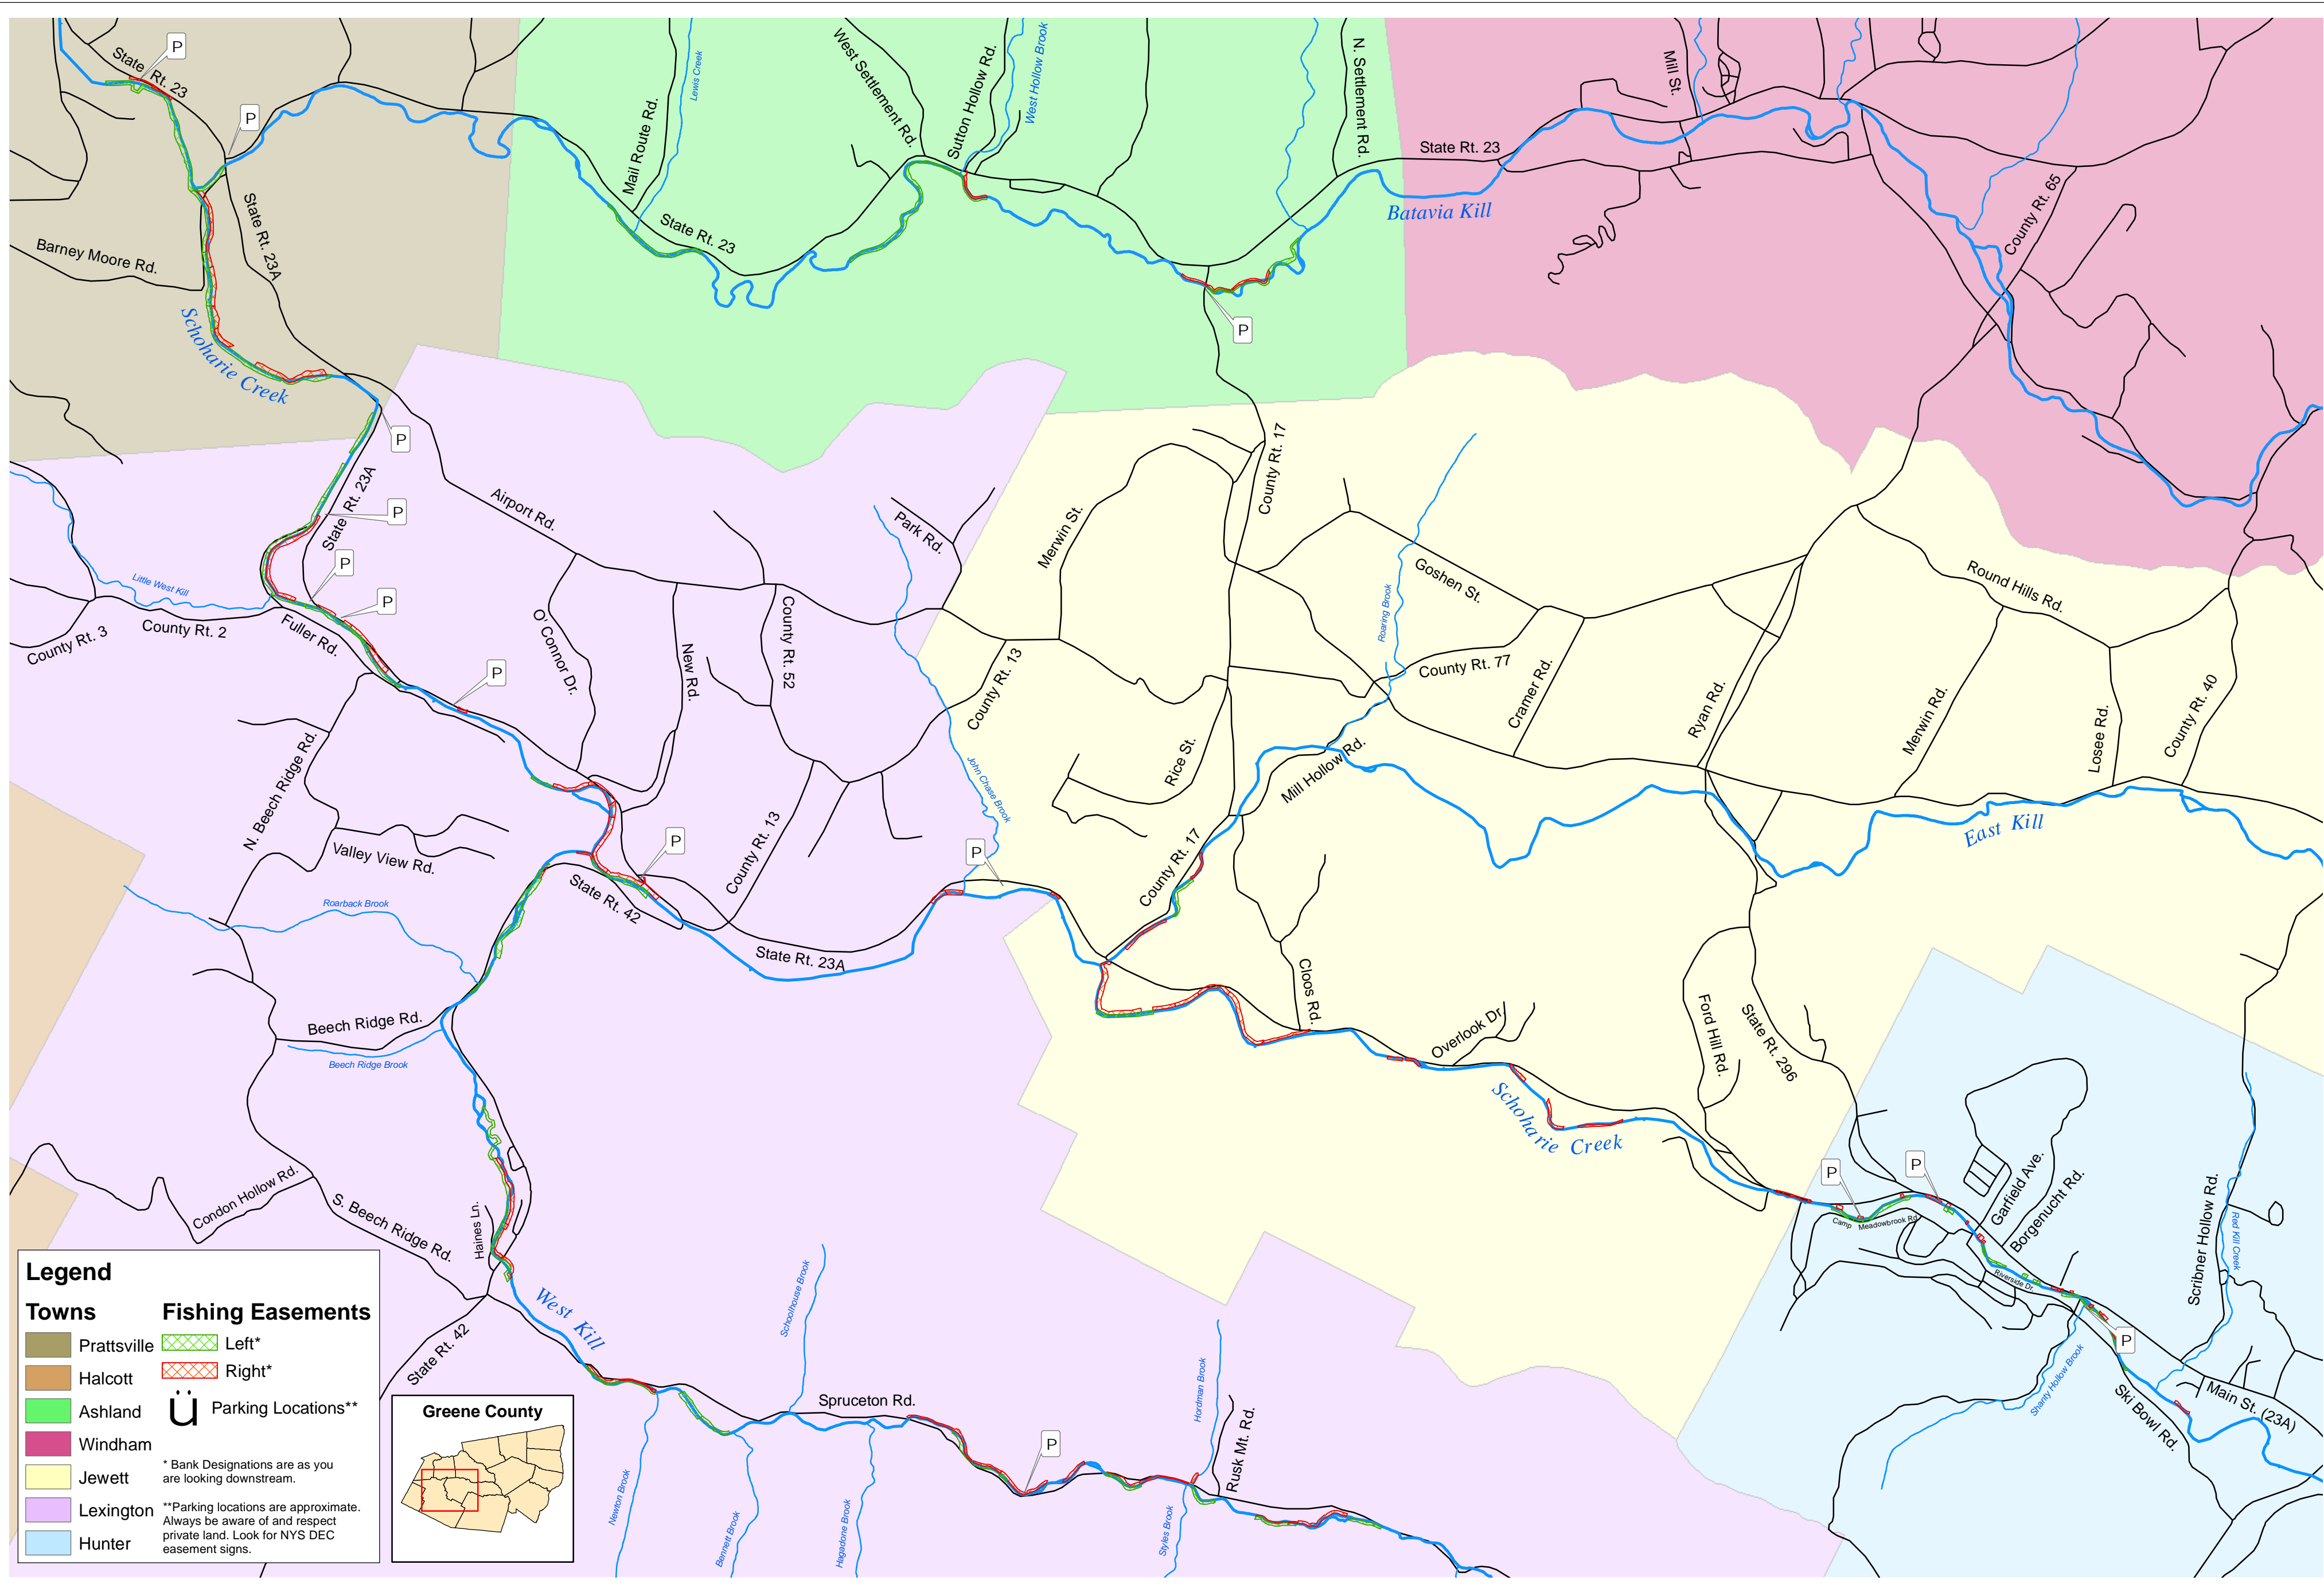 State Rt. 23
P
P
State Rt. 23A
Barney Moore Rd.
Schoharie Creek
Mail Route Rd.
Lewis Creek
West Settlement Rd.
Sutton Hollow Rd.
West Hollow Brook
State Rt. 23
N. Settlement Rd.
State Rt. 23
Batavia Kill
Mill St.
County Rt. 65
P
P
P
State Rt. 23A
P
P
Little West Kill
County Rt. 3
County Rt. 2
Fuller Rd.
Airport Rd.
Park Rd.
Merwin St.
County Rt. 17
Goshen St.
Roaring Brook
Round Hills Rd.
P
O' Connor Dr.
New Rd.
County Rt. 52
County Rt. 13
County Rt. 77
Cramer Rd.
Ryan Rd.
Merwin Rd.
Losee Rd.
County Rt. 40
N. Beech Ridge Rd.
Valley View Rd.
John Chase Brook
Rice St.
Mill Hollow Rd.
East Kill
P
P
County Rt. 13
County Rt. 17
State Rt. 42
Roarback Brook
State Rt. 23A
Cloos Rd.
Beech Ridge Rd.
Beech Ridge Brook
Overlook Dr.
Ford Hill Rd.
State Rt. 296
Schoharie Creek
P
P
Camp Meadowbrook Rd.
Garfield Ave.
Borgenucht Rd.
Riverside Dr.
Scribner Hollow Rd.
Red Kill Creek
P
Shanty Hollow Brook
Ski Bowl Rd.
Main St. (23A)
Condon Hollow Rd.
S. Beech Ridge Rd.
Haines Ln.
West Kill
State Rt. 42
Schoolhouse Brook
Spruceton Rd.
P
Hordman Brook
Rusk Mt. Rd.
Newton Brook
Bennett Brook
Hagadone Brook
Styles Brook
Legend
Towns
Prattsville
Halcott
Ashland
Windham
Jewett
Lexington
Hunter
Fishing Easements
Left*
Right*
Ü Parking Locations**
* Bank Designations are as you
are looking downstream.
**Parking locations are approximate.
Always be aware of and respect
private land. Look for NYS DEC
easement signs.
Greene County